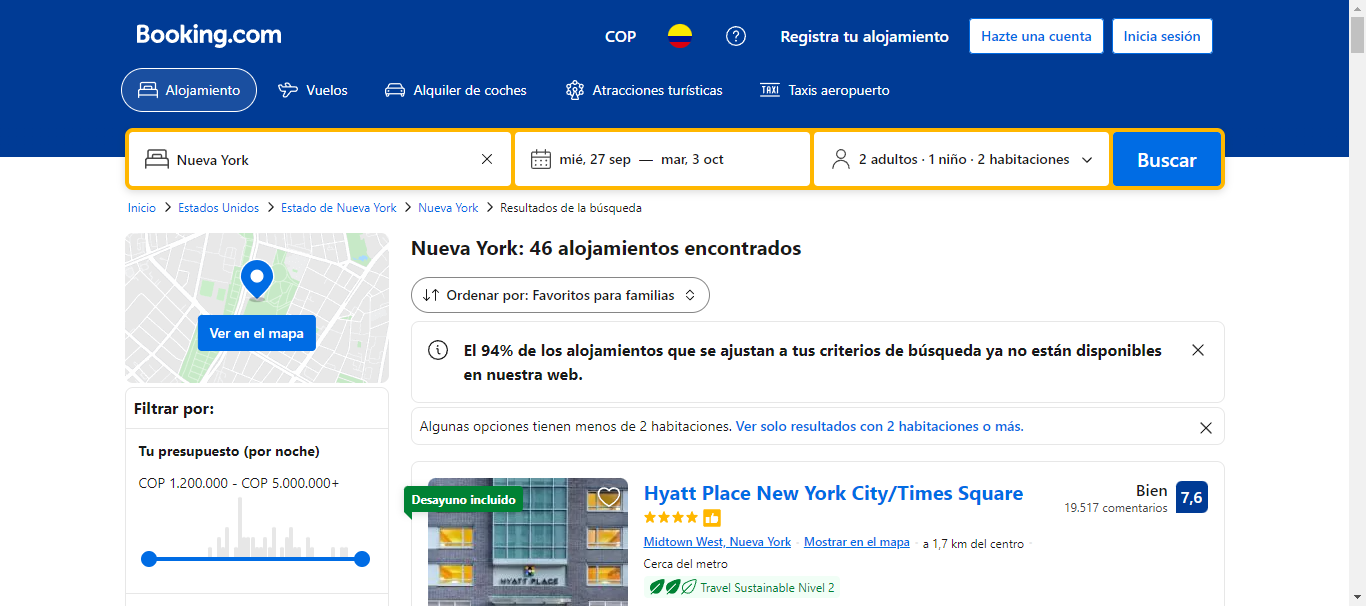 Booking.com
COP
Registra tu alojamiento
Hazte una cuenta
Inicia sesión
Alojamiento
Vuelos
Alquiler de coches
Atracciones turísticas
TAXI
Taxis aeropuerto
Nueva York
mié, 27 sep — mar, 3 oct
2 adultos · 1 niño · 2 habitaciones
Buscar
Inicio > Estados Unidos > Estado de Nueva York > Nueva York > Resultados de la búsqueda
Ver en el mapa
Filtrar por:
Tu presupuesto (por noche)
COP 1.200.000 - COP 5.000.000+
Nueva York: 46 alojamientos encontrados
Ordenar por: Favoritos para familias
El 94% de los alojamientos que se ajustan a tus criterios de búsqueda ya no están disponibles
en nuestra web.
Algunas opciones tienen menos de 2 habitaciones. Ver solo resultados con 2 habitaciones o más.
Desayuno incluido
HYATT PLACE
Hyatt Place New York City/Times Square
Midtown West, Nueva York · Mostrar en el mapa · a 1,7 km del centro ·
Cerca del metro
Travel Sustainable Nivel 2
Bien
19.517 comentarios
7,6